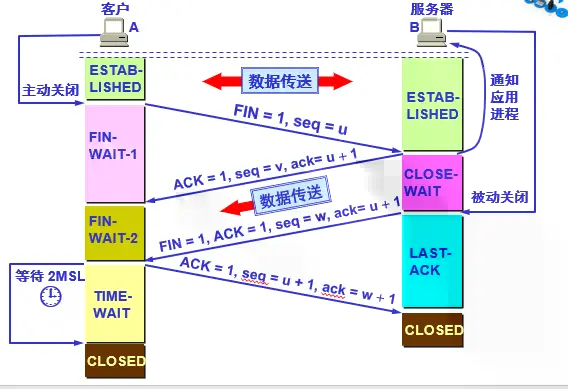 客户
A
服务器
B
ESTAB-
LISHED
主动关闭
数据传送
ESTAB-
LISHED
通知
应用
进程
FIN = 1, seq = u
FIN-
WAIT-1
ACK = 1, seq = v, ack= u + 1
CLOSE-
WAIT
数据传送
被动关闭
FIN-
WAIT-2
FIN = 1, ACK = 1, seq = w, ack= u + 1
LAST-
ACK
等待 2MSL
TIME-
WAIT
ACK = 1, seq = u + 1, ack = w + 1
CLOSED
CLOSED